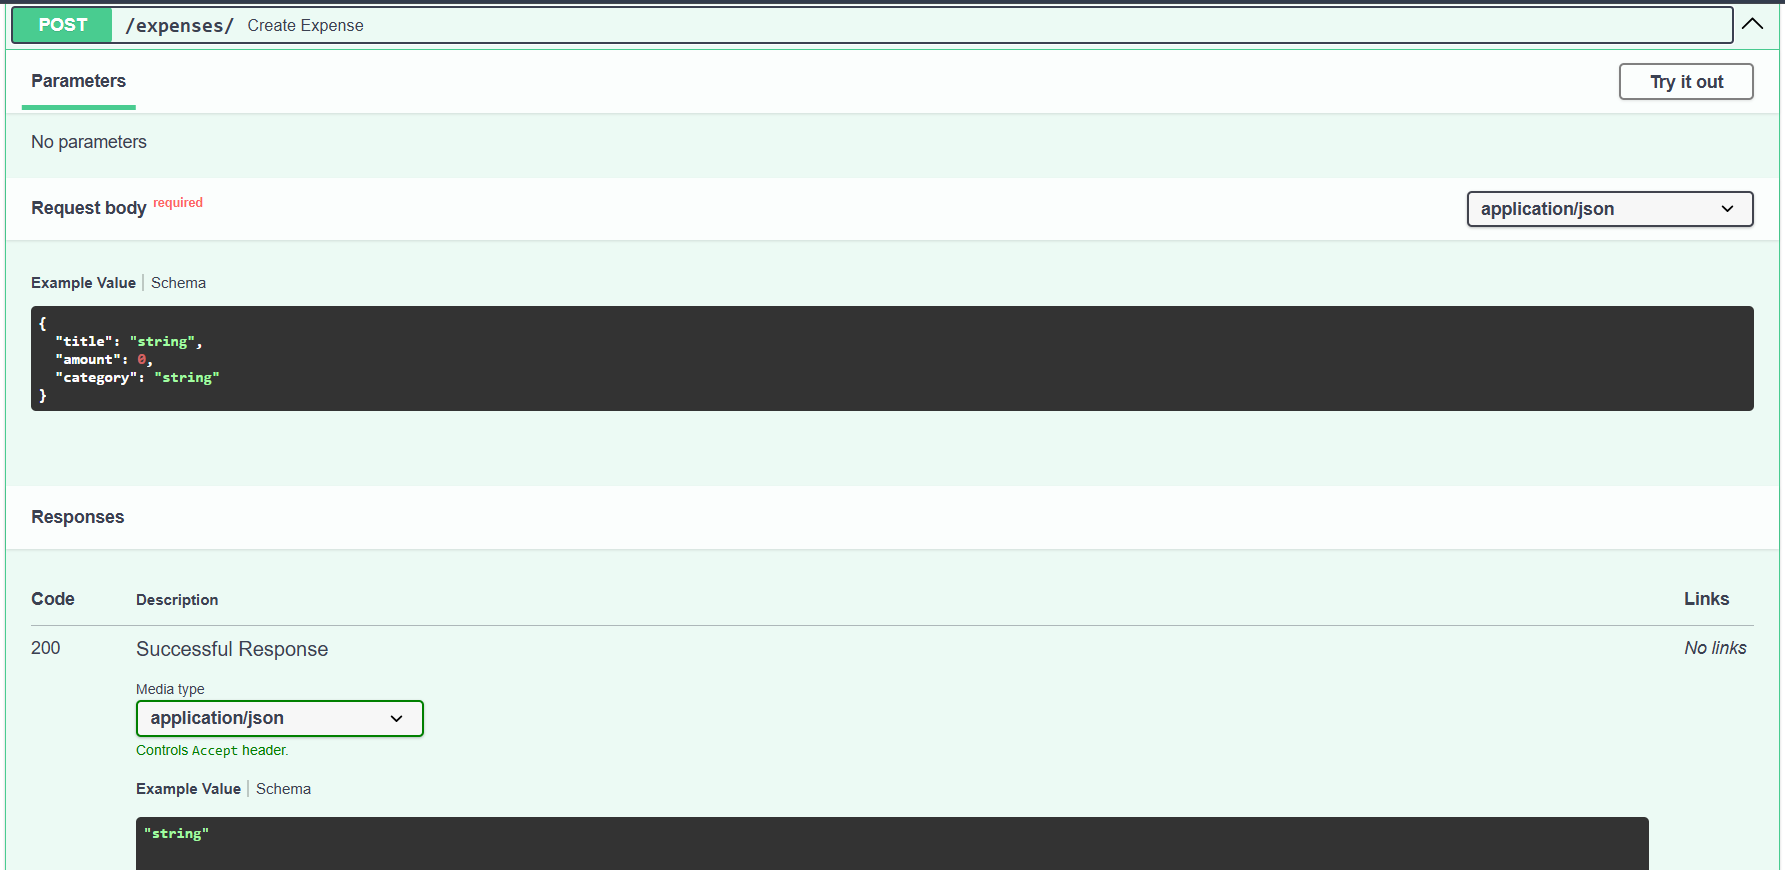 POST /expenses/ Create Expense
Parameters
Try it out
No parameters
Request body required
application/json
Example Value | Schema
{
  "title": "string",
  "amount": 0,
  "category": "string"
}
Responses
Code Description Links
200 Successful Response No links
Media type
application/json
Controls Accept header.
Example Value | Schema
"string"